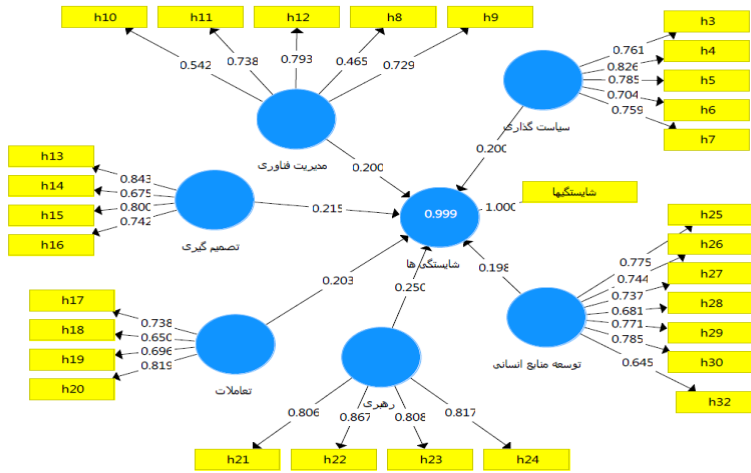 h10
h11
h12
h8
h9
0.542
0.738
0.793
0.465
0.729
مدیریت فناوری
0.200
h3
h4
h5
h6
h7
0.761
0.826
0.785
0.704
0.759
سیاست گذاری
0.200
h13
h14
h15
h16
0.843
0.675
0.800
0.742
تصمیم گیری
0.215
0.999
شایستگی ها
1.000
شایستگیها
h17
h18
h19
h20
0.738
0.650
0.696
0.819
تعاملات
0.203
رهبری
0.250
0.806
0.867
0.808
0.817
h21
h22
h23
h24
0.198
توسعه منابع انسانی
0.775
0.744
0.737
0.681
0.771
0.785
0.645
h25
h26
h27
h28
h29
h30
h32